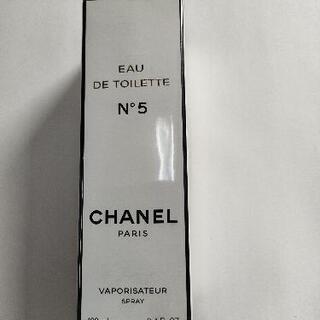 EAU
DE TOILETTE
N°5
CHANEL
PARIS
VAPORISATEUR
SPRAY